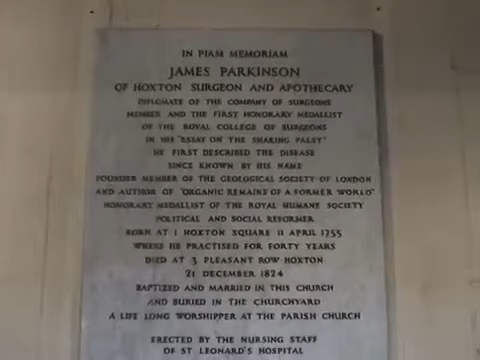 IN PIAM MEMORIAM
JAMES PARKINSON
OF HOXTON SURGEON AND APOTHECARY
DIPLOMATE OF THE COMPANY OF SURGEONS
MEMBER AND THE FIRST HONORARY MEDALLIST
OF THE ROYAL COLLEGE OF SURGEONS
IN HIS "ESSAY ON THE SHAKING PALSY"
HE FIRST DESCRIBED THE DISEASE
SINCE KNOWN BY HIS NAME
FOUNDER MEMBER OF THE GEOLOGICAL SOCIETY OF LONDON
AND AUTHOR OF "ORGANIC REMAINS OF A FORMER WORLD"
HONORARY MEDALLIST OF THE ROYAL HUMANE SOCIETY
POLITICAL AND SOCIAL REFORMER
BORN AT 1 HOXTON SQUARE 11 APRIL 1755
WHERE HE PRACTISED FOR FORTY YEARS
DIED AT 3 PLEASANT ROW HOXTON
21 DECEMBER 1824
BAPTIZED AND MARRIED IN THIS CHURCH
AND BURIED IN THE CHURCHYARD
A LIFE LONG WORSHIPPER AT THE PARISH CHURCH
ERECTED BY THE NURSING STAFF
OF ST LEONARD'S HOSPITAL